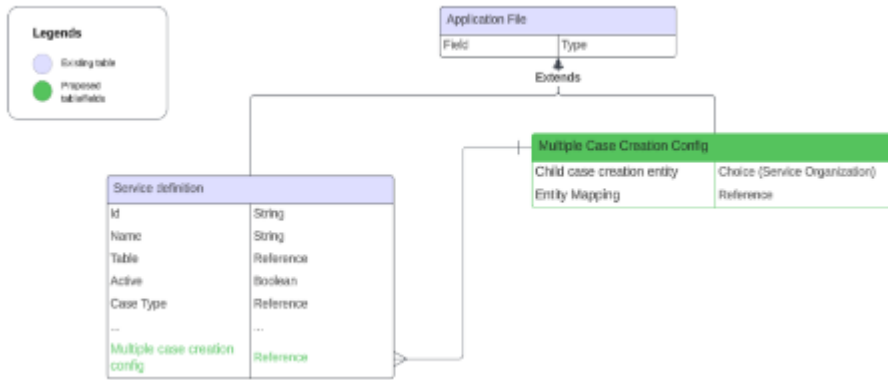 Legends
Existing table
Proposed
table/fields
Application File
Field Type
Extends
Multiple Case Creation Config
Child case creation entity Choice (Service Organization)
Entity Mapping Reference
Service definition
Id String
Name String
Table Reference
Active Boolean
Case Type Reference
... ...
Multiple case creation
config Reference